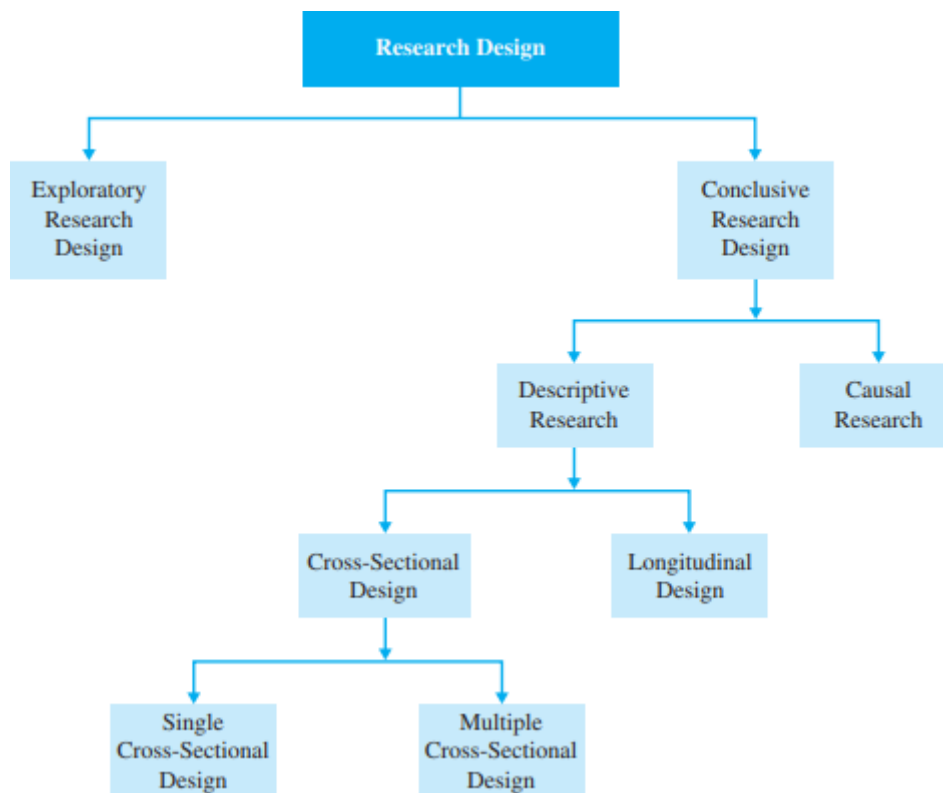 Research Design
Exploratory
Research
Design
Conclusive
Research
Design
Descriptive
Research
Causal
Research
Cross-Sectional
Design
Longitudinal
Design
Single
Cross-Sectional
Design
Multiple
Cross-Sectional
Design